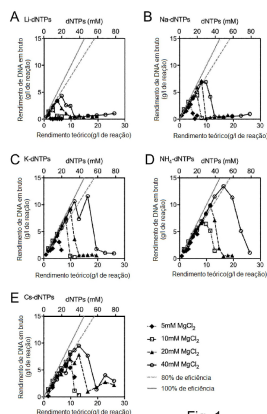 A Li-dNTPs dNTPs (mM)
0 20 40 60 80
Rendimento de DNA em bruto
(g/l de reação)
15
10
5
0
0 10 20 30
Rendimento teórico(g/l de reação)
B Na-dNTPs dNTPs (mM)
0 20 40 60 80
Rendimento de DNA em bruto
(g/l de reação)
15
10
5
0
0 10 20 30
Rendimento teórico(g/l de reação)
C K-dNTPs dNTPs (mM)
0 20 40 60 80
Rendimento de DNA em bruto
(g/l de reação)
15
10
5
0
0 10 20 30
Rendimento teórico(g/l de reação)
D NH₄-dNTPs dNTPs (mM)
0 20 40 60 80
Rendimento de DNA em bruto
(g/l de reação)
15
10
5
0
0 10 20 30
Rendimento teórico(g/l de reação)
E Cs-dNTPs dNTPs (mM)
0 20 40 60 80
Rendimento de DNA em bruto
(g/l de reação)
15
10
5
0
0 10 20 30
Rendimento teórico(g/l de reação)
5mM MgCl₂
10mM MgCl₂
20mM MgCl₂
40mM MgCl₂
80% de eficiência
100% de eficiência